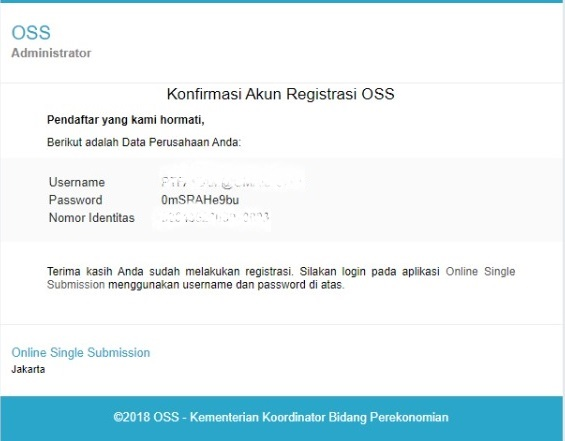 OSS
Administrator
Konfirmasi Akun Registrasi OSS
Pendaftar yang kami hormati,
Berikut adalah Data Perusahaan Anda:
Username
Password 0mSRAHe9bu
Nomor Identitas
Terima kasih Anda sudah melakukan registrasi. Silakan login pada aplikasi Online Single
Submission menggunakan username dan password di atas.
Online Single Submission
Jakarta
©2018 OSS - Kementerian Koordinator Bidang Perekonomian